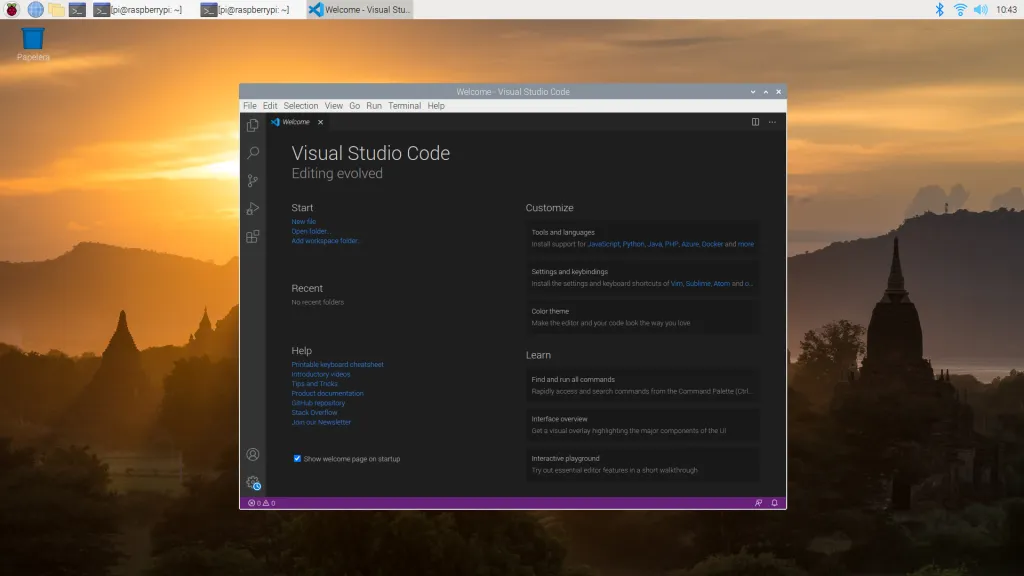 [pi@raspberrypi: ~]
[pi@raspberrypi: ~]
Welcome - Visual Stu...
10:43
Papelera
Welcome - Visual Studio Code
File Edit Selection View Go Run Terminal Help
Welcome
Visual Studio Code
Editing evolved
Start
New file
Open folder...
Add workspace folder...
Recent
No recent folders
Help
Printable keyboard cheatsheet
Introductory videos
Tips and Tricks
Product documentation
GitHub repository
Stack Overflow
Join our Newsletter
Show welcome page on startup
Customize
Tools and languages
Install support for JavaScript, Python, Java, PHP, Azure, Docker and more
Settings and keybindings
Install the settings and keyboard shortcuts of Vim, Sublime, Atom and o...
Color theme
Make the editor and your code look the way you love
Learn
Find and run all commands
Rapidly access and search commands from the Command Palette (Ctrl...
Interface overview
Get a visual overlay highlighting the major components of the UI
Interactive playground
Try out essential editor features in a short walkthrough
0 0